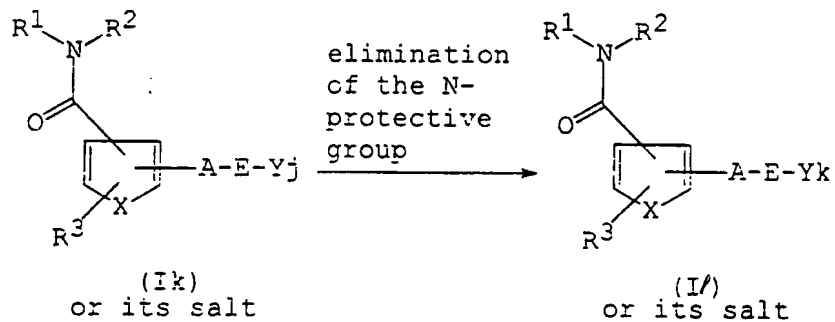 R1 R2
N
O
A-E-Yj
X
R3
(Ik)
or its salt
elimination
of the N-
protective
group
R1 R2
N
O
A-E-Yk
X
R3
(Il)
or its salt